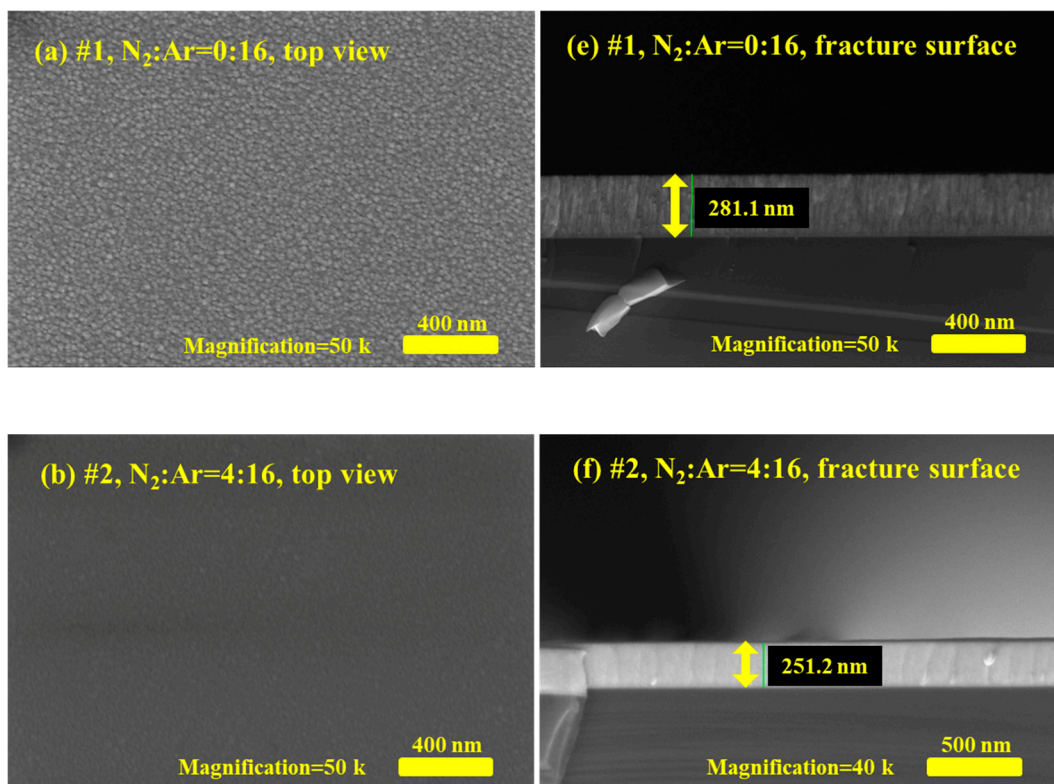 (a) #1, N₂:Ar=0:16, top view
400 nm
Magnification=50 k
(e) #1, N₂:Ar=0:16, fracture surface
281.1 nm
400 nm
Magnification=50 k
(b) #2, N₂:Ar=4:16, top view
400 nm
Magnification=50 k
(f) #2, N₂:Ar=4:16, fracture surface
251.2 nm
500 nm
Magnification=40 k